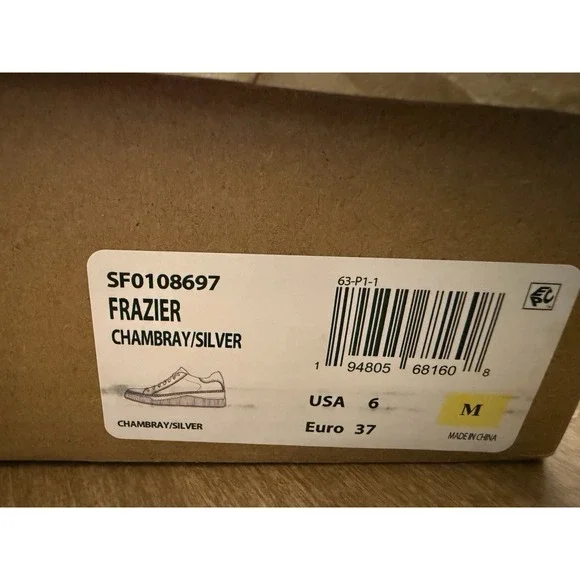 SF0108697
FRAZIER
CHAMBRAY/SILVER
CHAMBRAY/SILVER
63-P1-1
1 94805 68160 8
USA 6
Euro 37
M
MADE IN CHINA